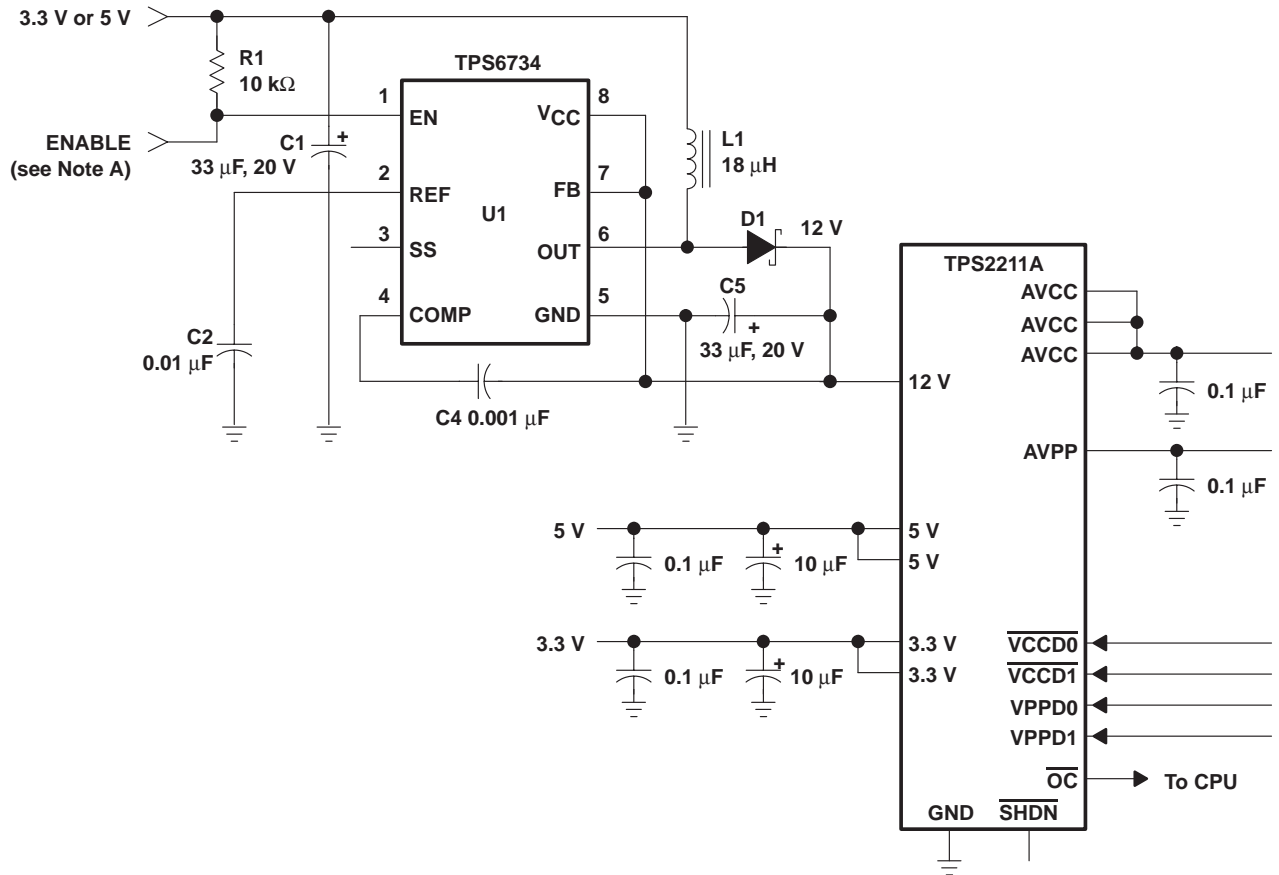 3.3 V or 5 V
R1
10 kΩ
ENABLE
(see Note A)
C1
+
33 μF, 20 V
C2
0.01 μF
TPS6734
1
EN
2
REF
3
SS
4
COMP
U1
8
VCC
7
FB
6
OUT
5
GND
C4 0.001 μF
L1
18 μH
D1
12 V
C5
+
33 μF, 20 V
TPS2211A
AVCC
AVCC
AVCC
12 V
0.1 μF
AVPP
0.1 μF
5 V
5 V
5 V
0.1 μF
+
10 μF
3.3 V
3.3 V
3.3 V
0.1 μF
+
10 μF
VCCD0
VCCD1
VPPD0
VPPD1
OC
To CPU
GND
SHDN